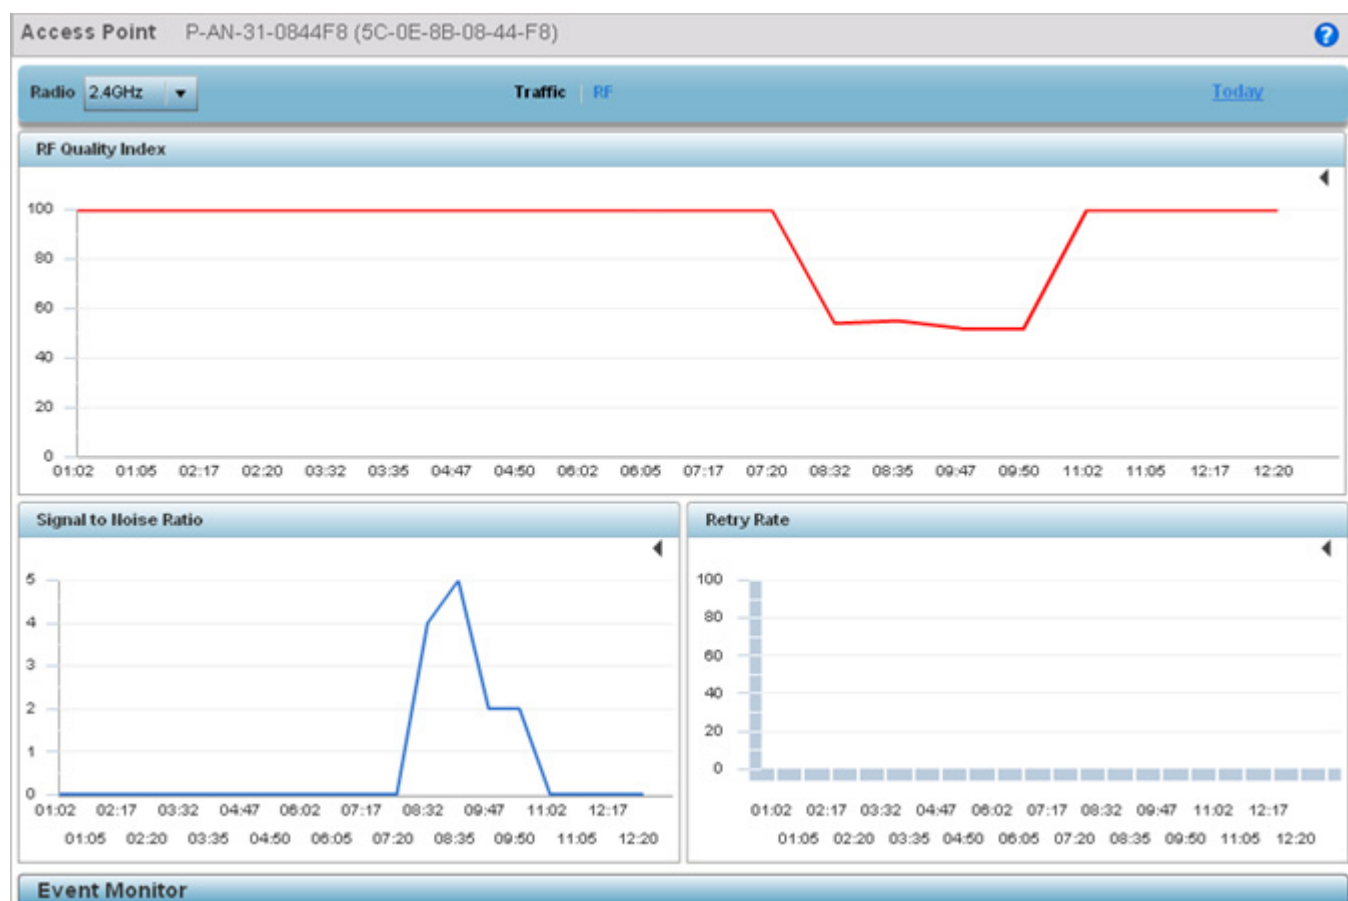 Access Point P-AN-31-0844F8 (5C-0E-8B-08-44-F8) ?
Radio 2.4GHz Traffic RF Today
RF Quality Index
100
80
60
40
20
0
01:02 01:05 02:17 02:20 03:32 03:35 04:47 04:50 06:02 06:05 07:17 07:20 08:32 08:35 09:47 09:50 11:02 11:05 12:17 12:20
Signal to Noise Ratio
5
4
3
2
1
0
01:02 02:17 03:32 04:47 06:02 07:17 08:32 09:47 11:02 12:17
01:05 02:20 03:35 04:50 06:05 07:20 08:35 09:50 11:05 12:20
Retry Rate
100
80
60
40
20
0
01:02 02:17 03:32 04:47 06:02 07:17 08:32 09:47 11:02 12:17
01:05 02:20 03:35 04:50 06:05 07:20 08:35 09:50 11:05 12:20
Event Monitor